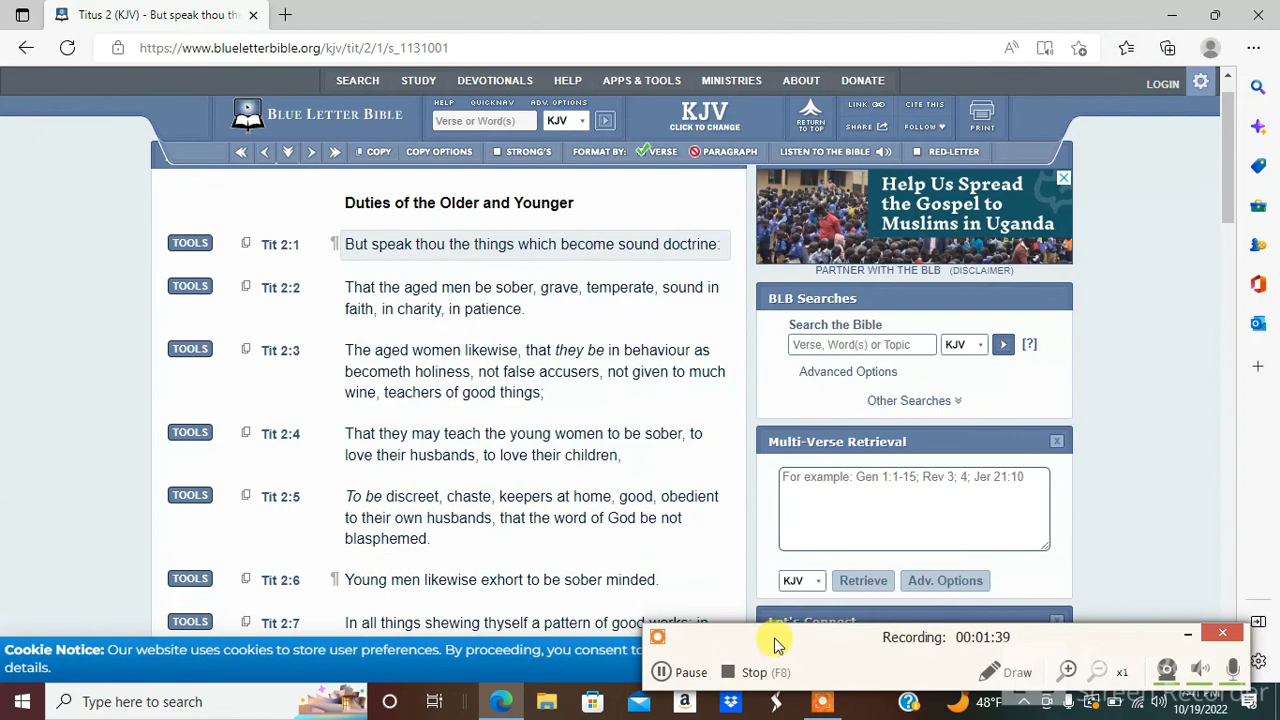 Titus 2 (KJV) - But speak thou the
https://www.blueletterbible.org/kjv/tit/2/1/s_1131001
SEARCH STUDY DEVOTIONALS HELP APPS & TOOLS MINISTRIES ABOUT DONATE
LOGIN
BLUE LETTER BIBLE
HELP QUICKNAV ADV. OPTIONS
Verse or Word(s) KJV
KJV
CLICK TO CHANGE
RETURN TO TOP
LINK
SHARE
CITE THIS
FOLLOW
PRINT
COPY COPY OPTIONS STRONG'S FORMAT BY: VERSE PARAGRAPH LISTEN TO THE BIBLE RED-LETTER
Duties of the Older and Younger
TOOLS Tit 2:1 ¶ But speak thou the things which become sound doctrine:
TOOLS Tit 2:2 That the aged men be sober, grave, temperate, sound in
faith, in charity, in patience.
TOOLS Tit 2:3 The aged women likewise, that they be in behaviour as
becometh holiness, not false accusers, not given to much
wine, teachers of good things;
TOOLS Tit 2:4 That they may teach the young women to be sober, to
love their husbands, to love their children,
TOOLS Tit 2:5 To be discreet, chaste, keepers at home, good, obedient
to their own husbands, that the word of God be not
blasphemed.
TOOLS Tit 2:6 ¶ Young men likewise exhort to be sober minded.
TOOLS Tit 2:7 In all things shewing thyself a pattern of good works: in
Help Us Spread
the Gospel to
Muslims in Uganda
PARTNER WITH THE BLB (DISCLAIMER)
BLB Searches
Search the Bible
Verse, Word(s) or Topic KJV [?]
Advanced Options
Other Searches
Multi-Verse Retrieval
For example: Gen 1:1-15; Rev 3; 4; Jer 21:10
KJV Retrieve Adv. Options
Let's Connect
Our Cookie Notice: Our website uses cookies to store user preferences. By proceeding, you consent to
details.
Recording: 00:01:39
Pause Stop (F8) Draw x1
Screen Recorder
Type here to search
48°F
10/19/2022